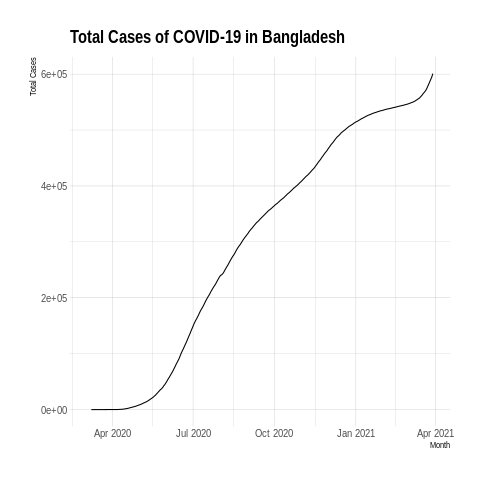 Total Cases of COVID-19 in Bangladesh
Total Cases
6e+05
4e+05
2e+05
0e+00
Apr 2020 Jul 2020 Oct 2020 Jan 2021 Apr 2021
Month